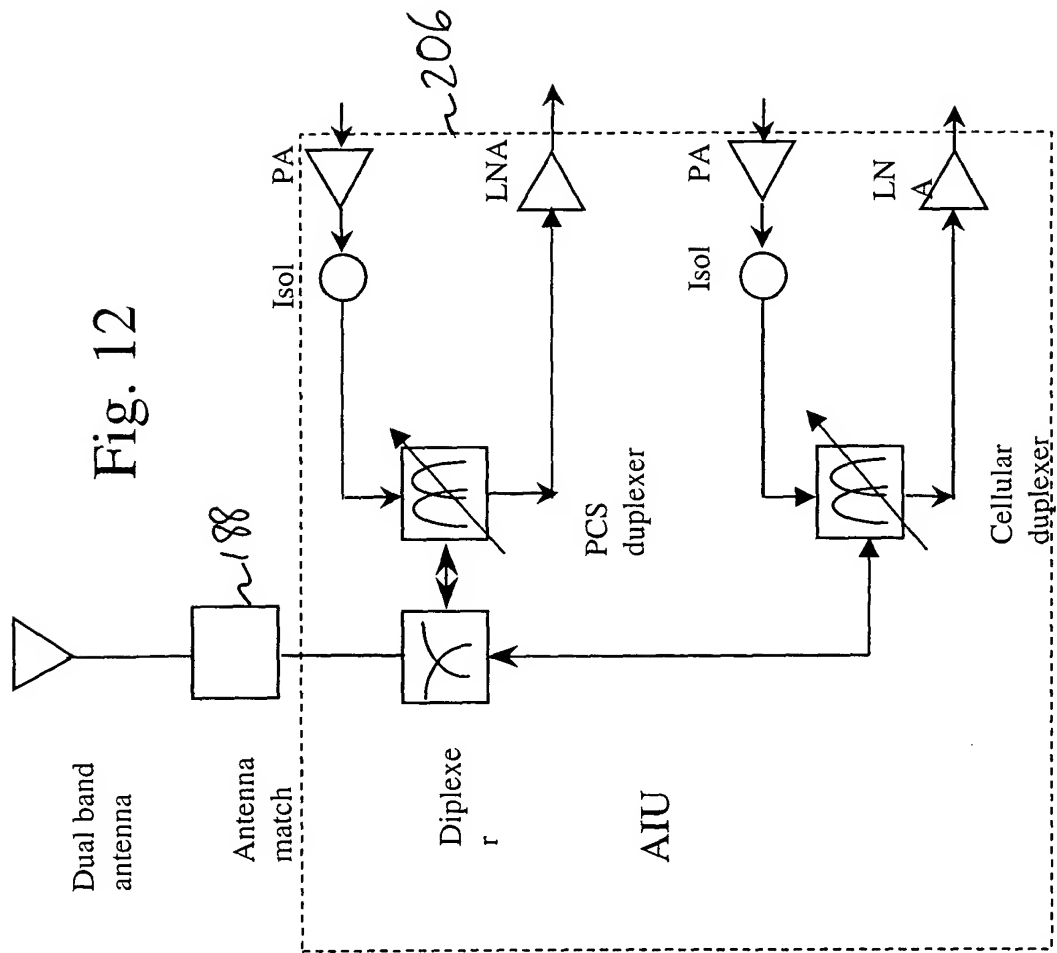 Fig. 12
Dual band
antenna
Antenna
match
~188
~206
Diplexe
r
AIU
PCS
duplexer
Isol
PA
LNA
Cellular
duplexer
Isol
PA
LN
A